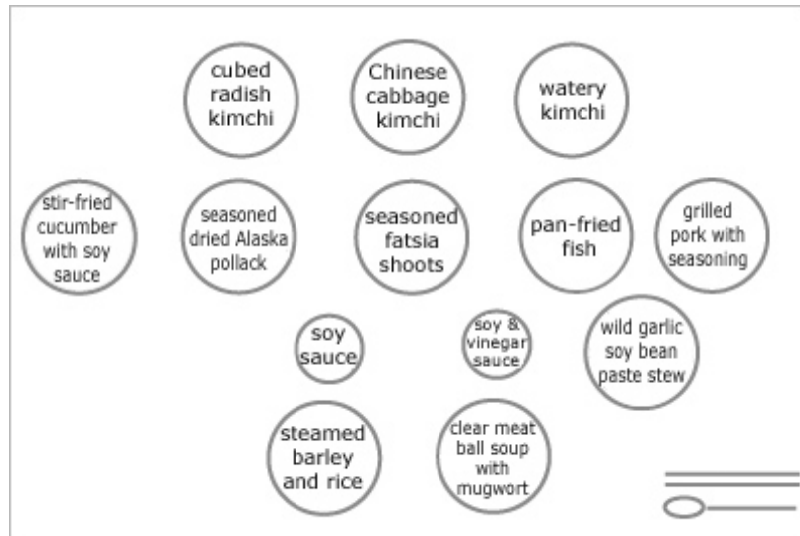 cubed
radish
kimchi
Chinese
cabbage
kimchi
watery
kimchi
stir-fried
cucumber
with soy
sauce
seasoned
dried Alaska
pollack
seasoned
fatsia
shoots
pan-fried
fish
grilled
pork with
seasoning
soy
sauce
soy &
vinegar
sauce
wild garlic
soy bean
paste stew
steamed
barley
and rice
clear meat
ball soup
with
mugwort